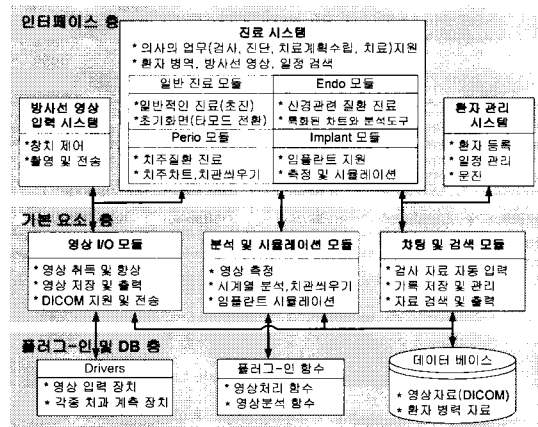 인터페이스 층
진료 시스템
* 의사의 업무(검사, 진단, 치료계획수립, 치료)지원
* 환자 병역, 방사선 영상, 일정 검색
일반 진료 모듈
*일반적인 진료(초진)
*초기화면(타모드 전환)
Endo 모듈
* 신경관련 질환 진료
* 특화된 차트와 분석도구
Perio 모듈
* 치주질환 진료
* 치주차트,치관씌우기
Implant 모듈
* 임플란트 지원
* 측정 및 시뮬레이션
방사선 영상
입력 시스템
*장치 제어
*촬영 및 전송
환자 관리
시스템
* 환자 등록
* 일정 관리
* 문진
기본 요소 층
영상 I/O 모듈
* 영상 취득 및 향상
* 영상 저장 및 출력
* DICOM 지원 및 전송
분석 및 시뮬레이션 모듈
* 영상 측정
* 시계열 분석,치관씌우기
* 임플란트 시뮬레이션
차팅 및 검색 모듈
* 검사 자료 자동 입력
* 기록 저장 및 관리
* 자료 검색 및 출력
플러그-인 및 DB 층
Drivers
* 영상 입력 장치
* 각종 치과 계측 장치
플러그-인 함수
* 영상처리 함수
* 영상분석 함수
데이터 베이스
* 영상자료(DICOM)
* 환자 병력 자료